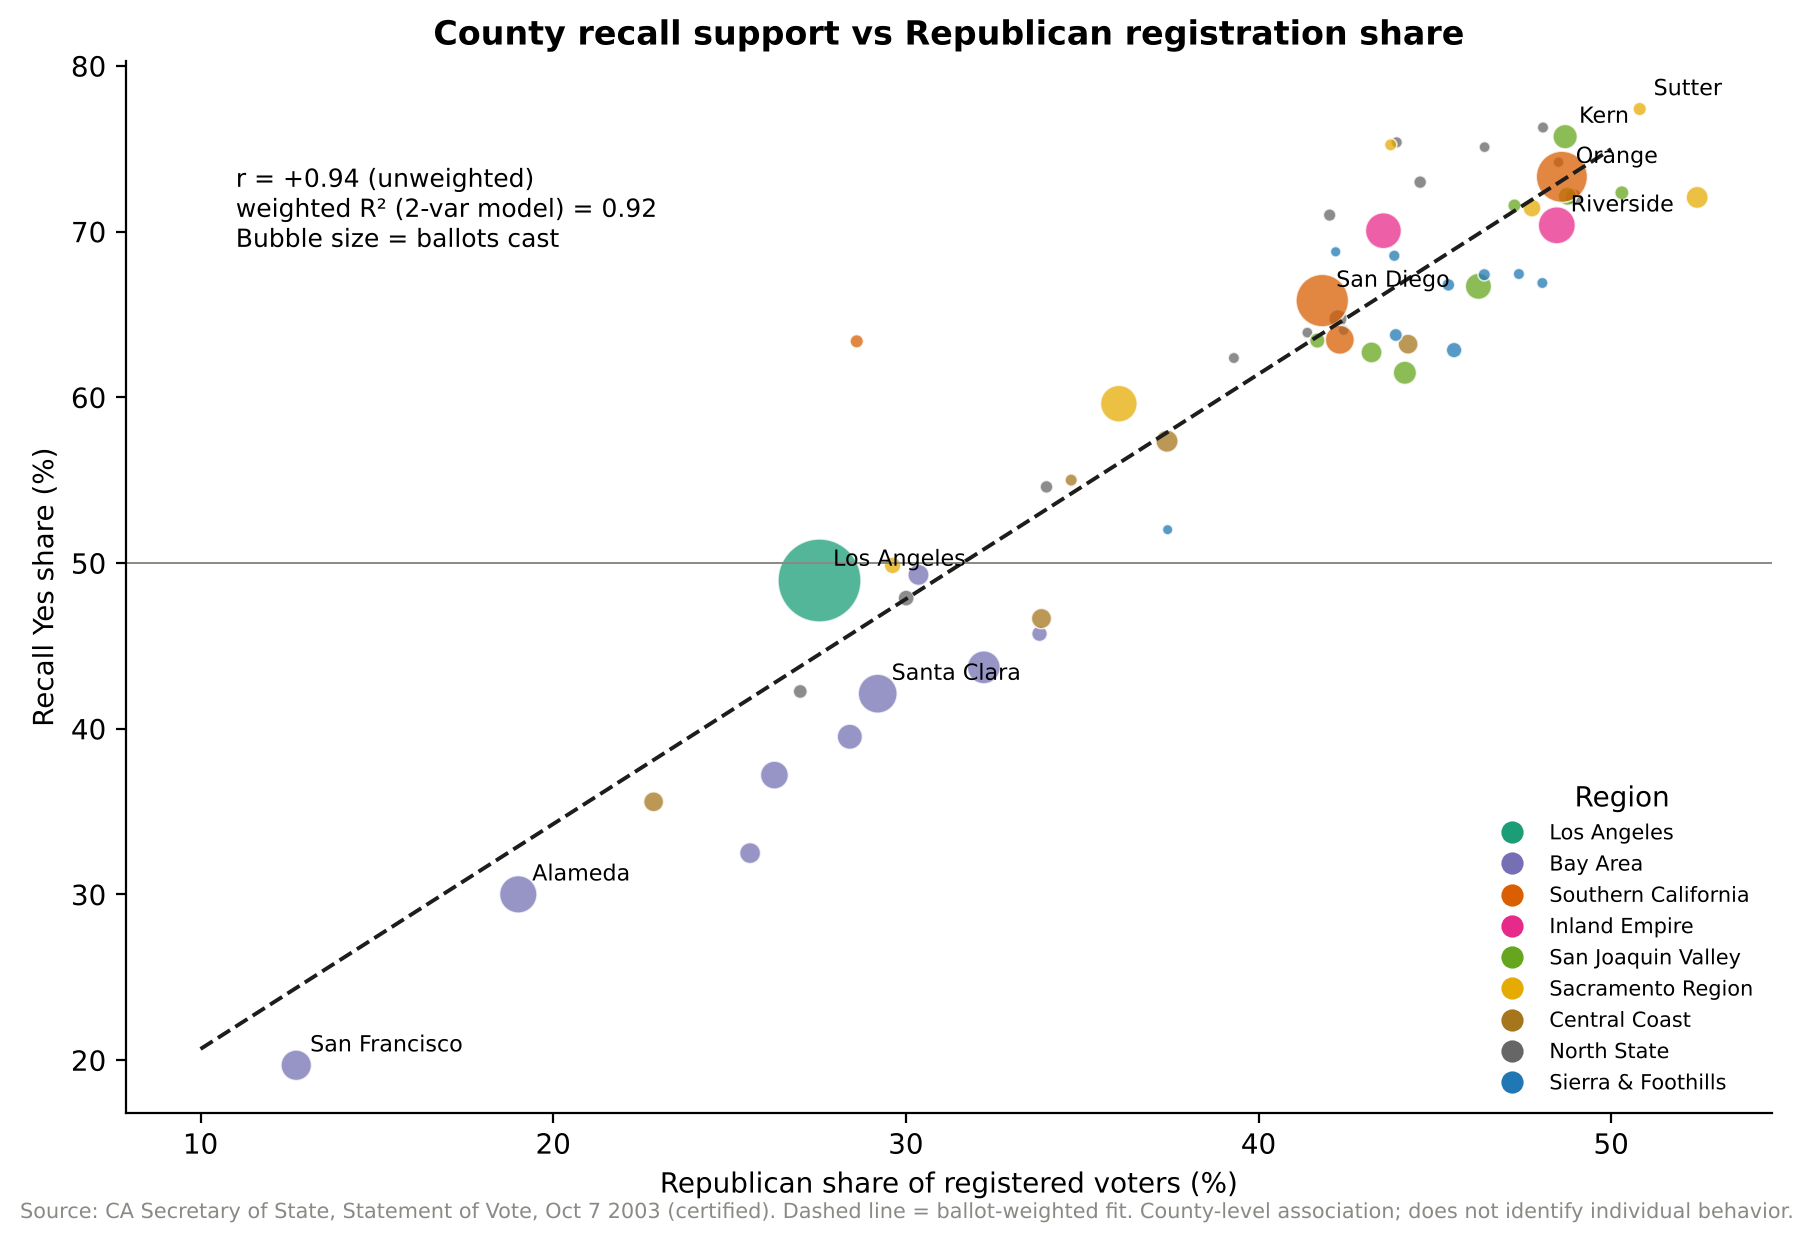 County recall support vs Republican registration share
80
70
60
50
40
30
20
Recall Yes share (%)
r = +0.94 (unweighted)
weighted R² (2-var model) = 0.92
Bubble size = ballots cast
Sutter
Kern
Orange
Riverside
San Diego
Los Angeles
Santa Clara
Alameda
San Francisco
Region
Los Angeles
Bay Area
Southern California
Inland Empire
San Joaquin Valley
Sacramento Region
Central Coast
North State
Sierra & Foothills
10 20 30 40 50
Republican share of registered voters (%)
Source: CA Secretary of State, Statement of Vote, Oct 7 2003 (certified). Dashed line = ballot-weighted fit. County-level association; does not identify individual behavior.